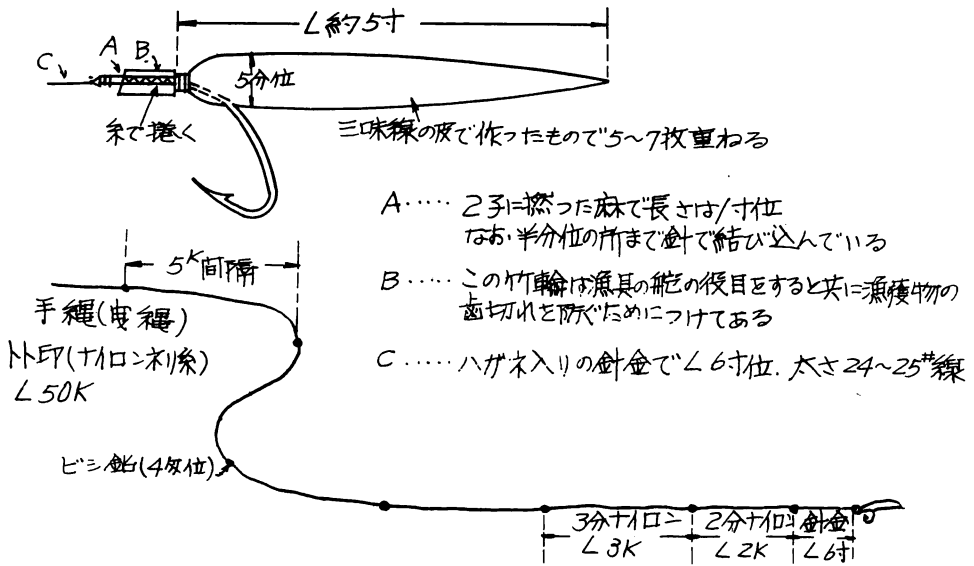 L約5寸
C A B
5分位
糸で捲く
三味線の皮で作ったもので5〜7枚重ねる
A‥‥‥ 2子に撚った麻で長さは1寸位
なお、半分位の所まで針で結び込んでいる
B‥‥‥ この竹輪は漁具の舵の役目をすると共に漁獲物の
歯切れを防ぐためにつけてある
C‥‥‥ ハガネ入りの針金でL6寸位. 太さ24〜25#線
5K間隔
手縄(曳縄)
トト印(ナイロンネリ糸)
L50K
ビシ鉛(4匁位)
3分ナイロン 2分ナイロン 針金
L3K L2K L6寸